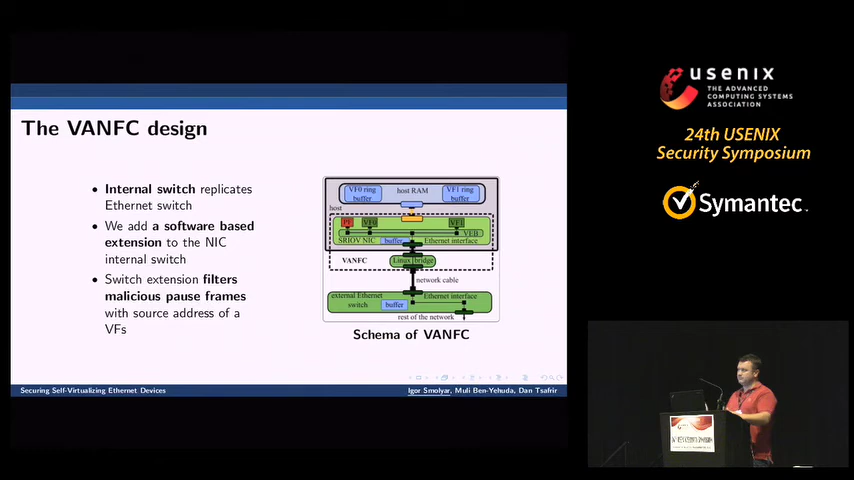 The VANFC design
• Internal switch replicates
Ethernet switch
• We add a software based
extension to the NIC
internal switch
• Switch extension filters
malicious pause frames
with source address of a
VFs
VF0 ring
buffer
host RAM
VF1 ring
buffer
host
PF
VF0
VF1
VEB
SRIOV NIC
buffer
Ethernet interface
VANFC
Linux bridge
network cable
external Ethernet
switch
buffer
Ethernet interface
rest of the network
Schema of VANFC
Securing Self-Virtualizing Ethernet Devices
Igor Smolyar, Muli Ben-Yehuda, Dan Tsafrir
usenix
THE ADVANCED
COMPUTING SYSTEMS
ASSOCIATION
24th USENIX
Security Symposium
Symantec.